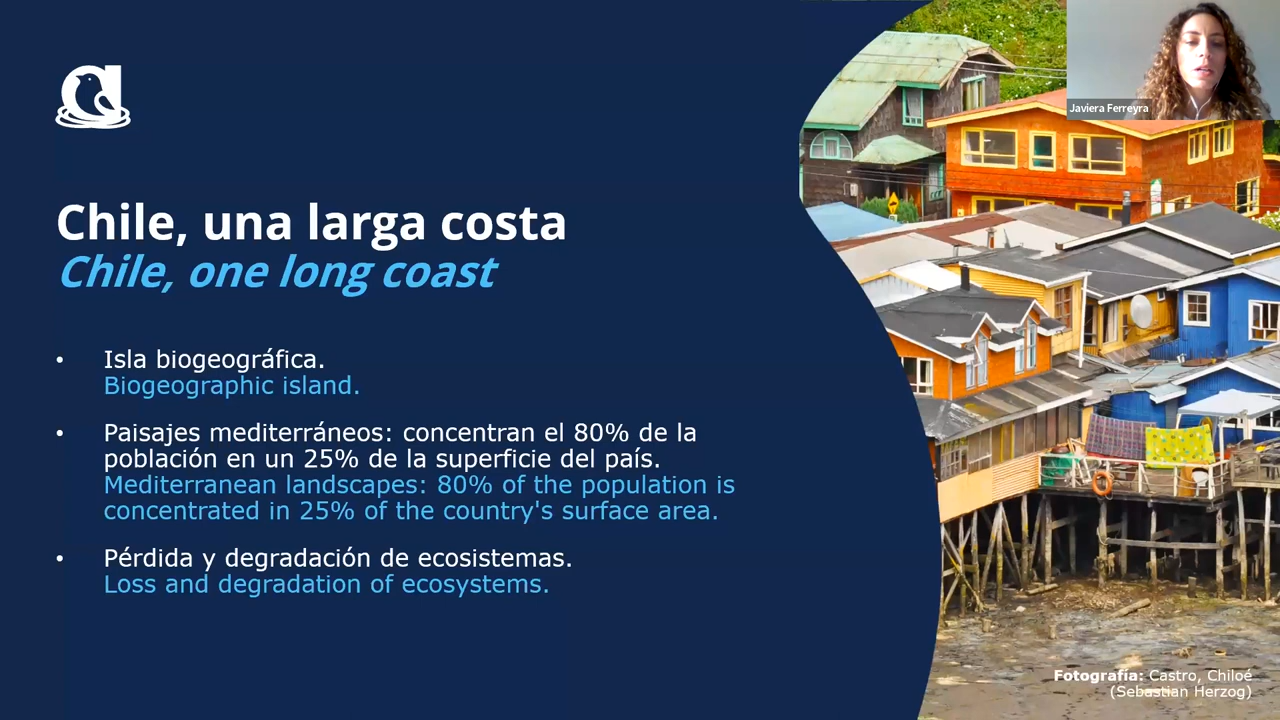 Javiera Ferreyra
Chile, una larga costa
Chile, one long coast
• Isla biogeográfica.
Biogeographic island.
• Paisajes mediterráneos: concentran el 80% de la
población en un 25% de la superficie del país.
Mediterranean landscapes: 80% of the population is
concentrated in 25% of the country's surface area.
• Pérdida y degradación de ecosistemas.
Loss and degradation of ecosystems.
Fotografía: Castro, Chiloé
(Sebastian Herzog)